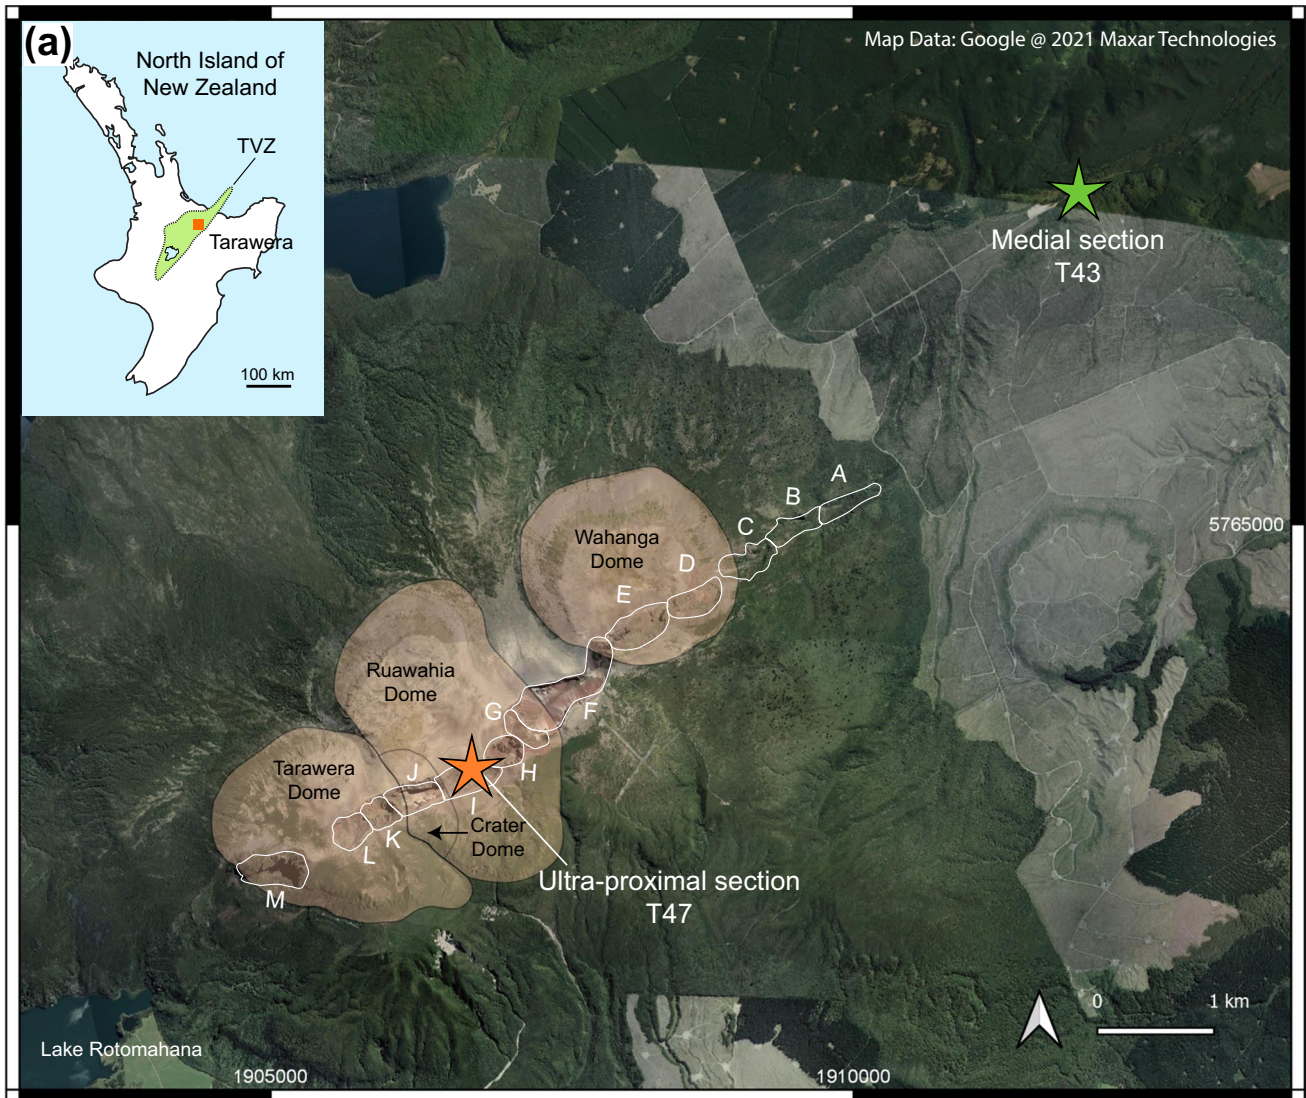 (a)
North Island of
New Zealand
TVZ
Tarawera
100 km
Map Data: Google @ 2021 Maxar Technologies
Medial section
T43
A
B
C
D
E
Wahanga
Dome
5765000
Ruawahia
Dome
G
F
H
Tarawera
Dome
J
I
Crater
Dome
K
L
M
Ultra-proximal section
T47
0 1 km
Lake Rotomahana
1905000
1910000